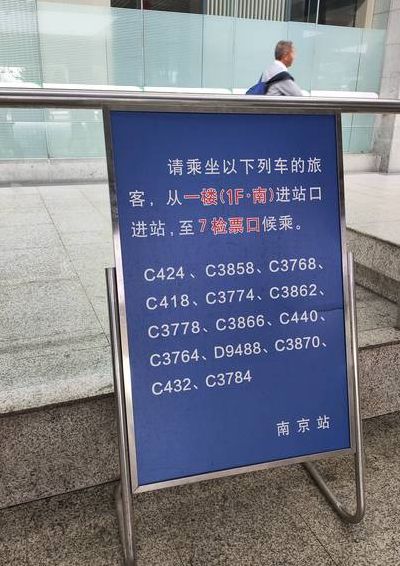 请乘坐以下列车的旅
客，从一楼(1F·南)进站口
进站，至7检票口候乘。
C424、C3858、C3768、
C418、C3774、C3862、
C3778、C3866、C440、
C3764、D9488、C3870、
C432、C3784
南京站